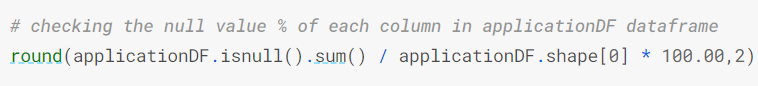 # checking the null value % of each column in applicationDF dataframe
round(applicationDF.isnull().sum() / applicationDF.shape[0] * 100.00,2)